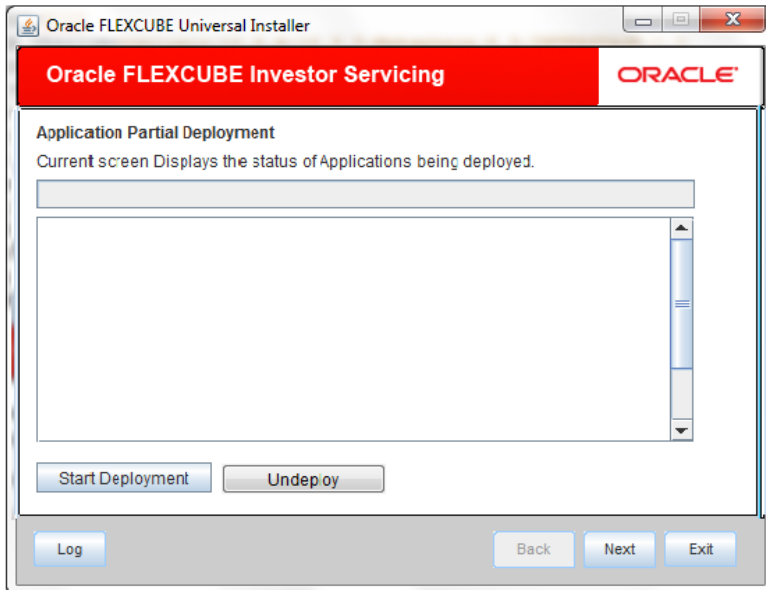 Oracle FLEXCUBE Universal Installer
Oracle FLEXCUBE Investor Servicing
ORACLE
Application Partial Deployment
Current screen Displays the status of Applications being deployed.
Start Deployment Undeploy
Log Back Next Exit